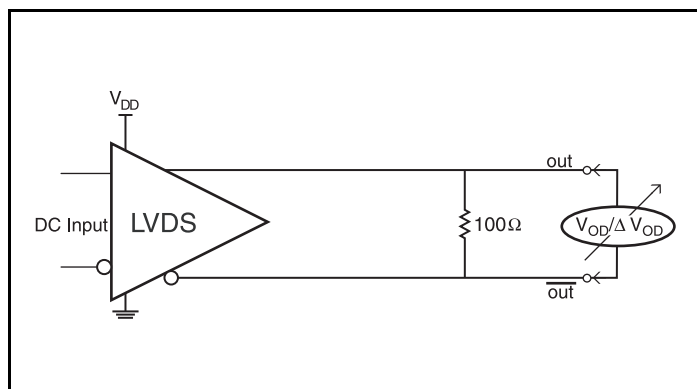 V_DD
out
DC Input
LVDS
100Ω
V_OD/Δ V_OD
out